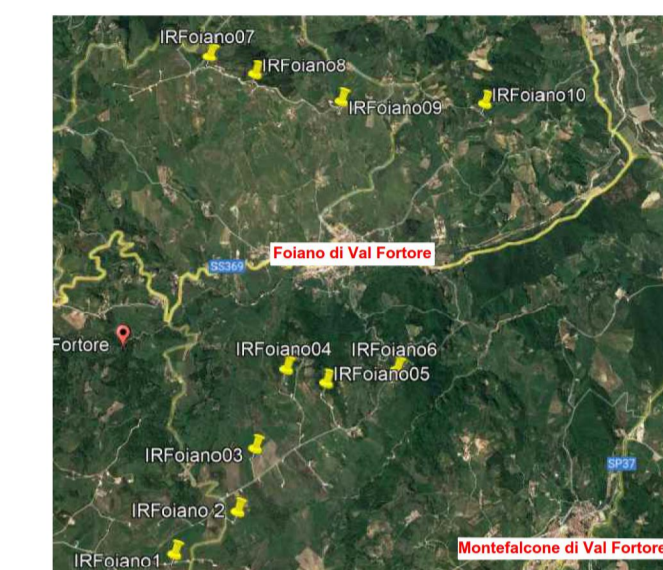 IRFoiano07
IRFoiano8
IRFoiano09
IRFoiano10
Foiano di Val Fortore
SS369
Fortore
IRFoiano04
IRFoiano6
IRFoiano05
IRFoiano03
SP37
IRFoiano 2
Montefalcone di Val Fortore
IRFoiano1